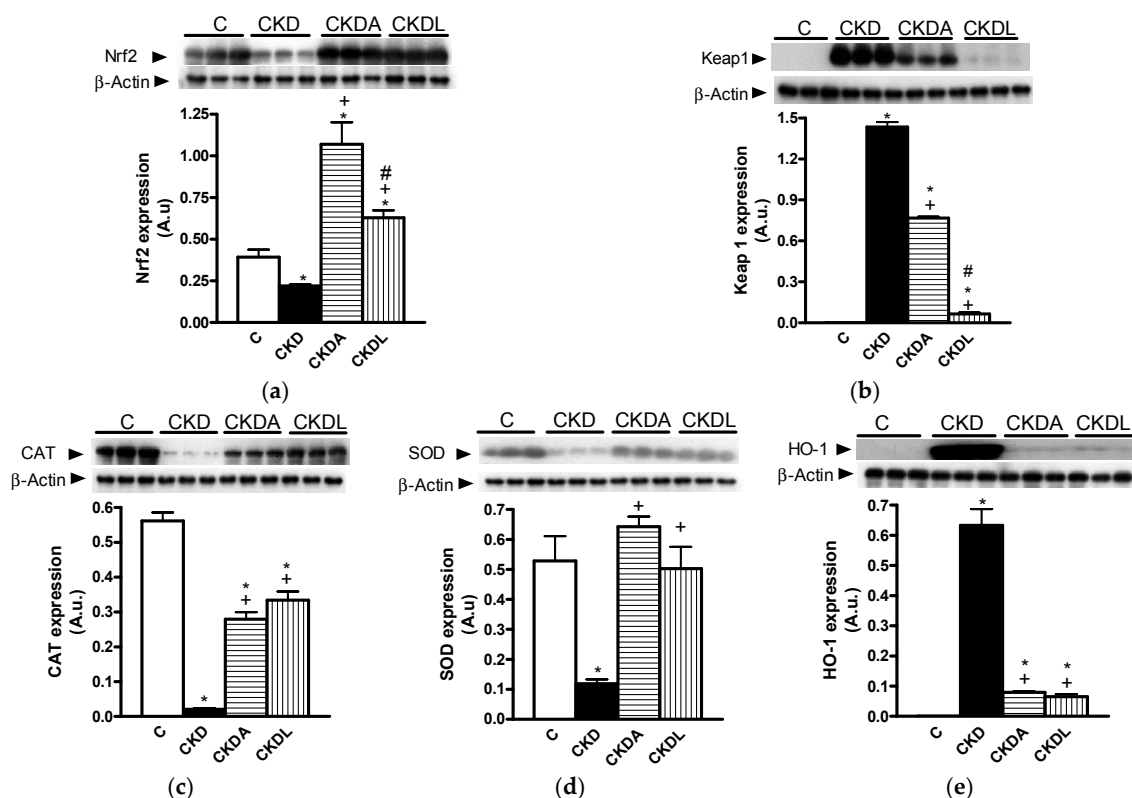 C CKD CKDA CKDL
Nrf2
β-Actin
Nrf2 expression
(A.u)
1.25
+
*
1.00
#
0.75
+
*
0.50
*
0.25
0.00
C CKD CKDA CKDL
(a)
C CKD CKDA CKDL
Keap1
β-Actin
Keap 1 expression
(A.u.)
1.5
*
1.2
0.9
*
+
0.6
#
*
+
0.3
0.0
C CKD CKDA CKDL
(b)
C CKD CKDA CKDL
CAT
β-Actin
CAT expression
(A.u.)
0.6
0.5
0.4
*
+
*
+
0.3
0.2
0.1
*
0.0
C CKD CKDA CKDL
(c)
C CKD CKDA CKDL
SOD
β-Actin
SOD expression
(A.u)
0.7
+
+
0.6
0.5
0.4
0.3
0.2
*
0.1
0.0
C CKD CKDA CKDL
(d)
C CKD CKDA CKDL
HO-1
β-Actin
HO-1 expression
(A.u.)
0.7
*
0.6
0.5
0.4
0.3
0.2
*
+
*
+
0.1
0.0
C CKD CKDA CKDL
(e)